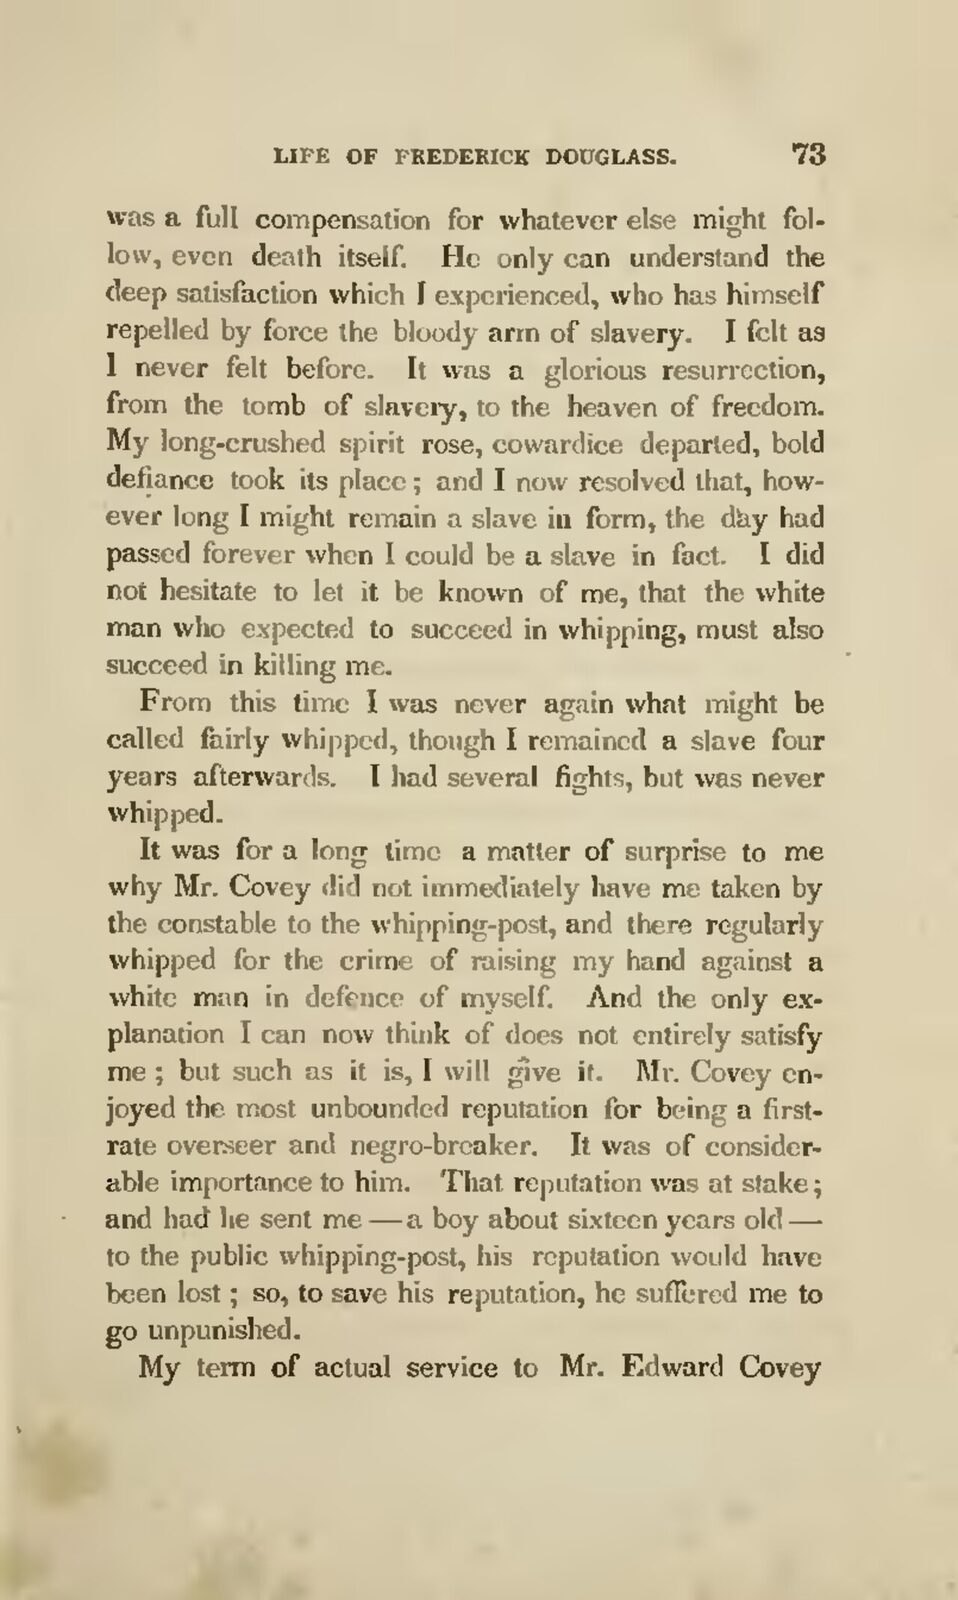 LIFE OF FREDERICK DOUGLASS. 73
was a full compensation for whatever else might fol-
low, even death itself. He only can understand the
deep satisfaction which I experienced, who has himself
repelled by force the bloody arm of slavery. I felt as
I never felt before. It was a glorious resurrection,
from the tomb of slavery, to the heaven of freedom.
My long-crushed spirit rose, cowardice departed, bold
defiance took its place; and I now resolved that, how-
ever long I might remain a slave in form, the day had
passed forever when I could be a slave in fact. I did
not hesitate to let it be known of me, that the white
man who expected to succeed in whipping, must also
succeed in killing me.
From this time I was never again what might be
called fairly whipped, though I remained a slave four
years afterwards. I had several fights, but was never
whipped.
It was for a long time a matter of surprise to me
why Mr. Covey did not immediately have me taken by
the constable to the whipping-post, and there regularly
whipped for the crime of raising my hand against a
white man in defence of myself. And the only ex-
planation I can now think of does not entirely satisfy
me; but such as it is, I will give it. Mr. Covey en-
joyed the most unbounded reputation for being a first-
rate overseer and negro-breaker. It was of consider-
able importance to him. That reputation was at stake;
and had he sent me — a boy about sixteen years old —
to the public whipping-post, his reputation would have
been lost; so, to save his reputation, he suffered me to
go unpunished.
My term of actual service to Mr. Edward Covey